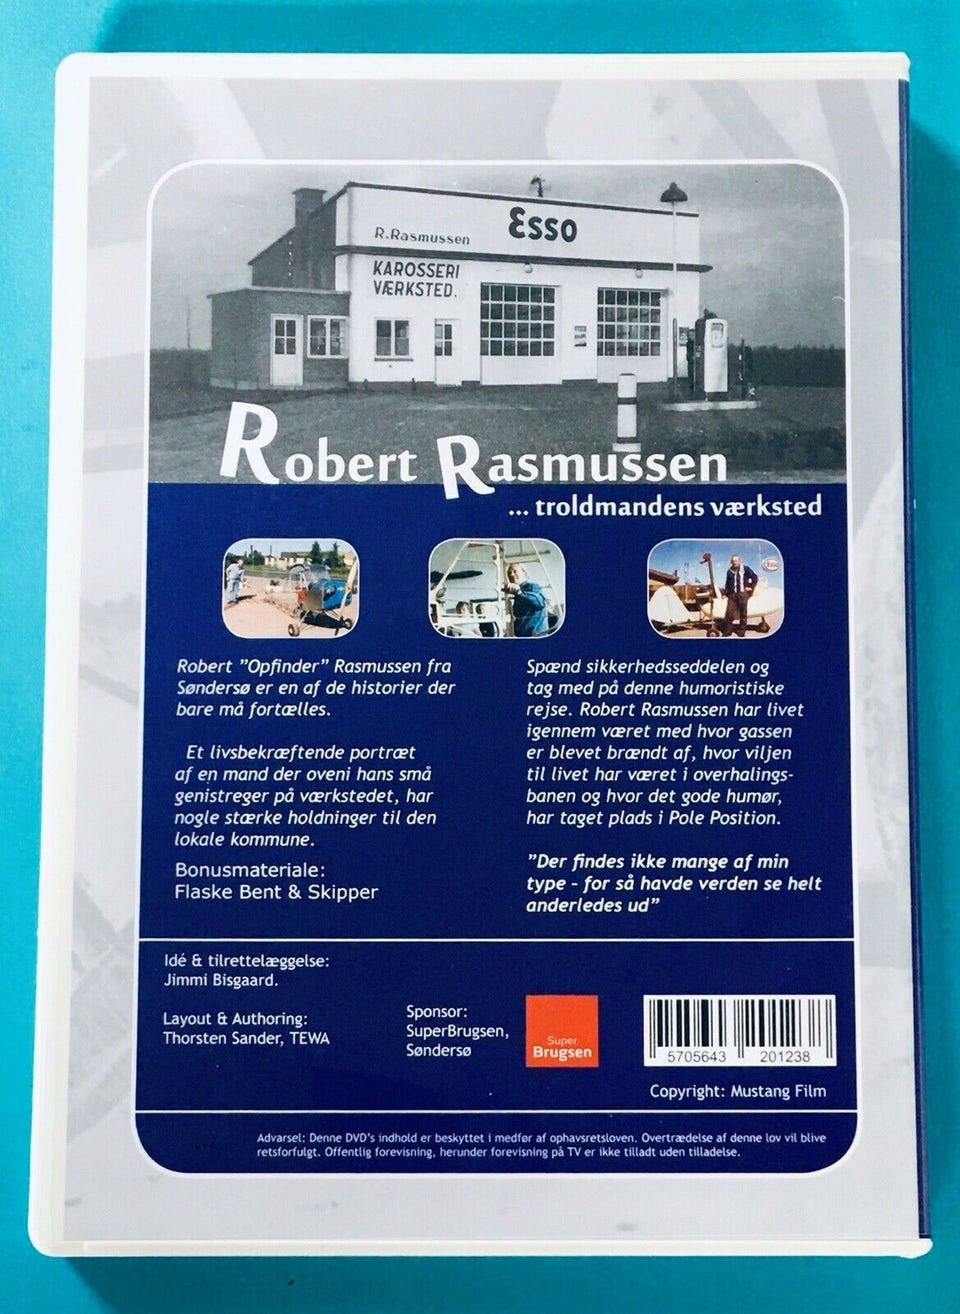 Esso
R.Rasmussen
KAROSSERI
VÆRKSTED.
Robert Rasmussen
... troldmandens værksted
Robert ”Opfinder” Rasmussen fra
Søndersø er en af de historier der
bare må fortælles.
Et livsbekræftende portræt
af en mand der oveni hans små
genistreger på værkstedet, har
nogle stærke holdninger til den
lokale kommune.
Bonusmateriale:
Flaske Bent & Skipper
Spænd sikkerhedsseddelen og
tag med på denne humoristiske
rejse. Robert Rasmussen har livet
igennem været med hvor gassen
er blevet brændt af, hvor viljen
til livet har været i overhalings-
banen og hvor det gode humør,
har taget plads i Pole Position.
”Der findes ikke mange af min
type - for så havde verden se helt
anderledes ud”
Idé & tilrettelæggelse:
Jimmi Bisgaard.
Layout & Authoring:
Thorsten Sander, TEWA
Sponsor:
SuperBrugsen,
Søndersø
Super
Brugsen
5705643 201238
Copyright: Mustang Film
Advarsel: Denne DVD's indhold er beskyttet i medfør af ophavsretsloven. Overtrædelse af denne lov vil blive
retsforfulgt. Offentlig forevisning, herunder forevisning på TV er ikke tilladt uden tilladelse.